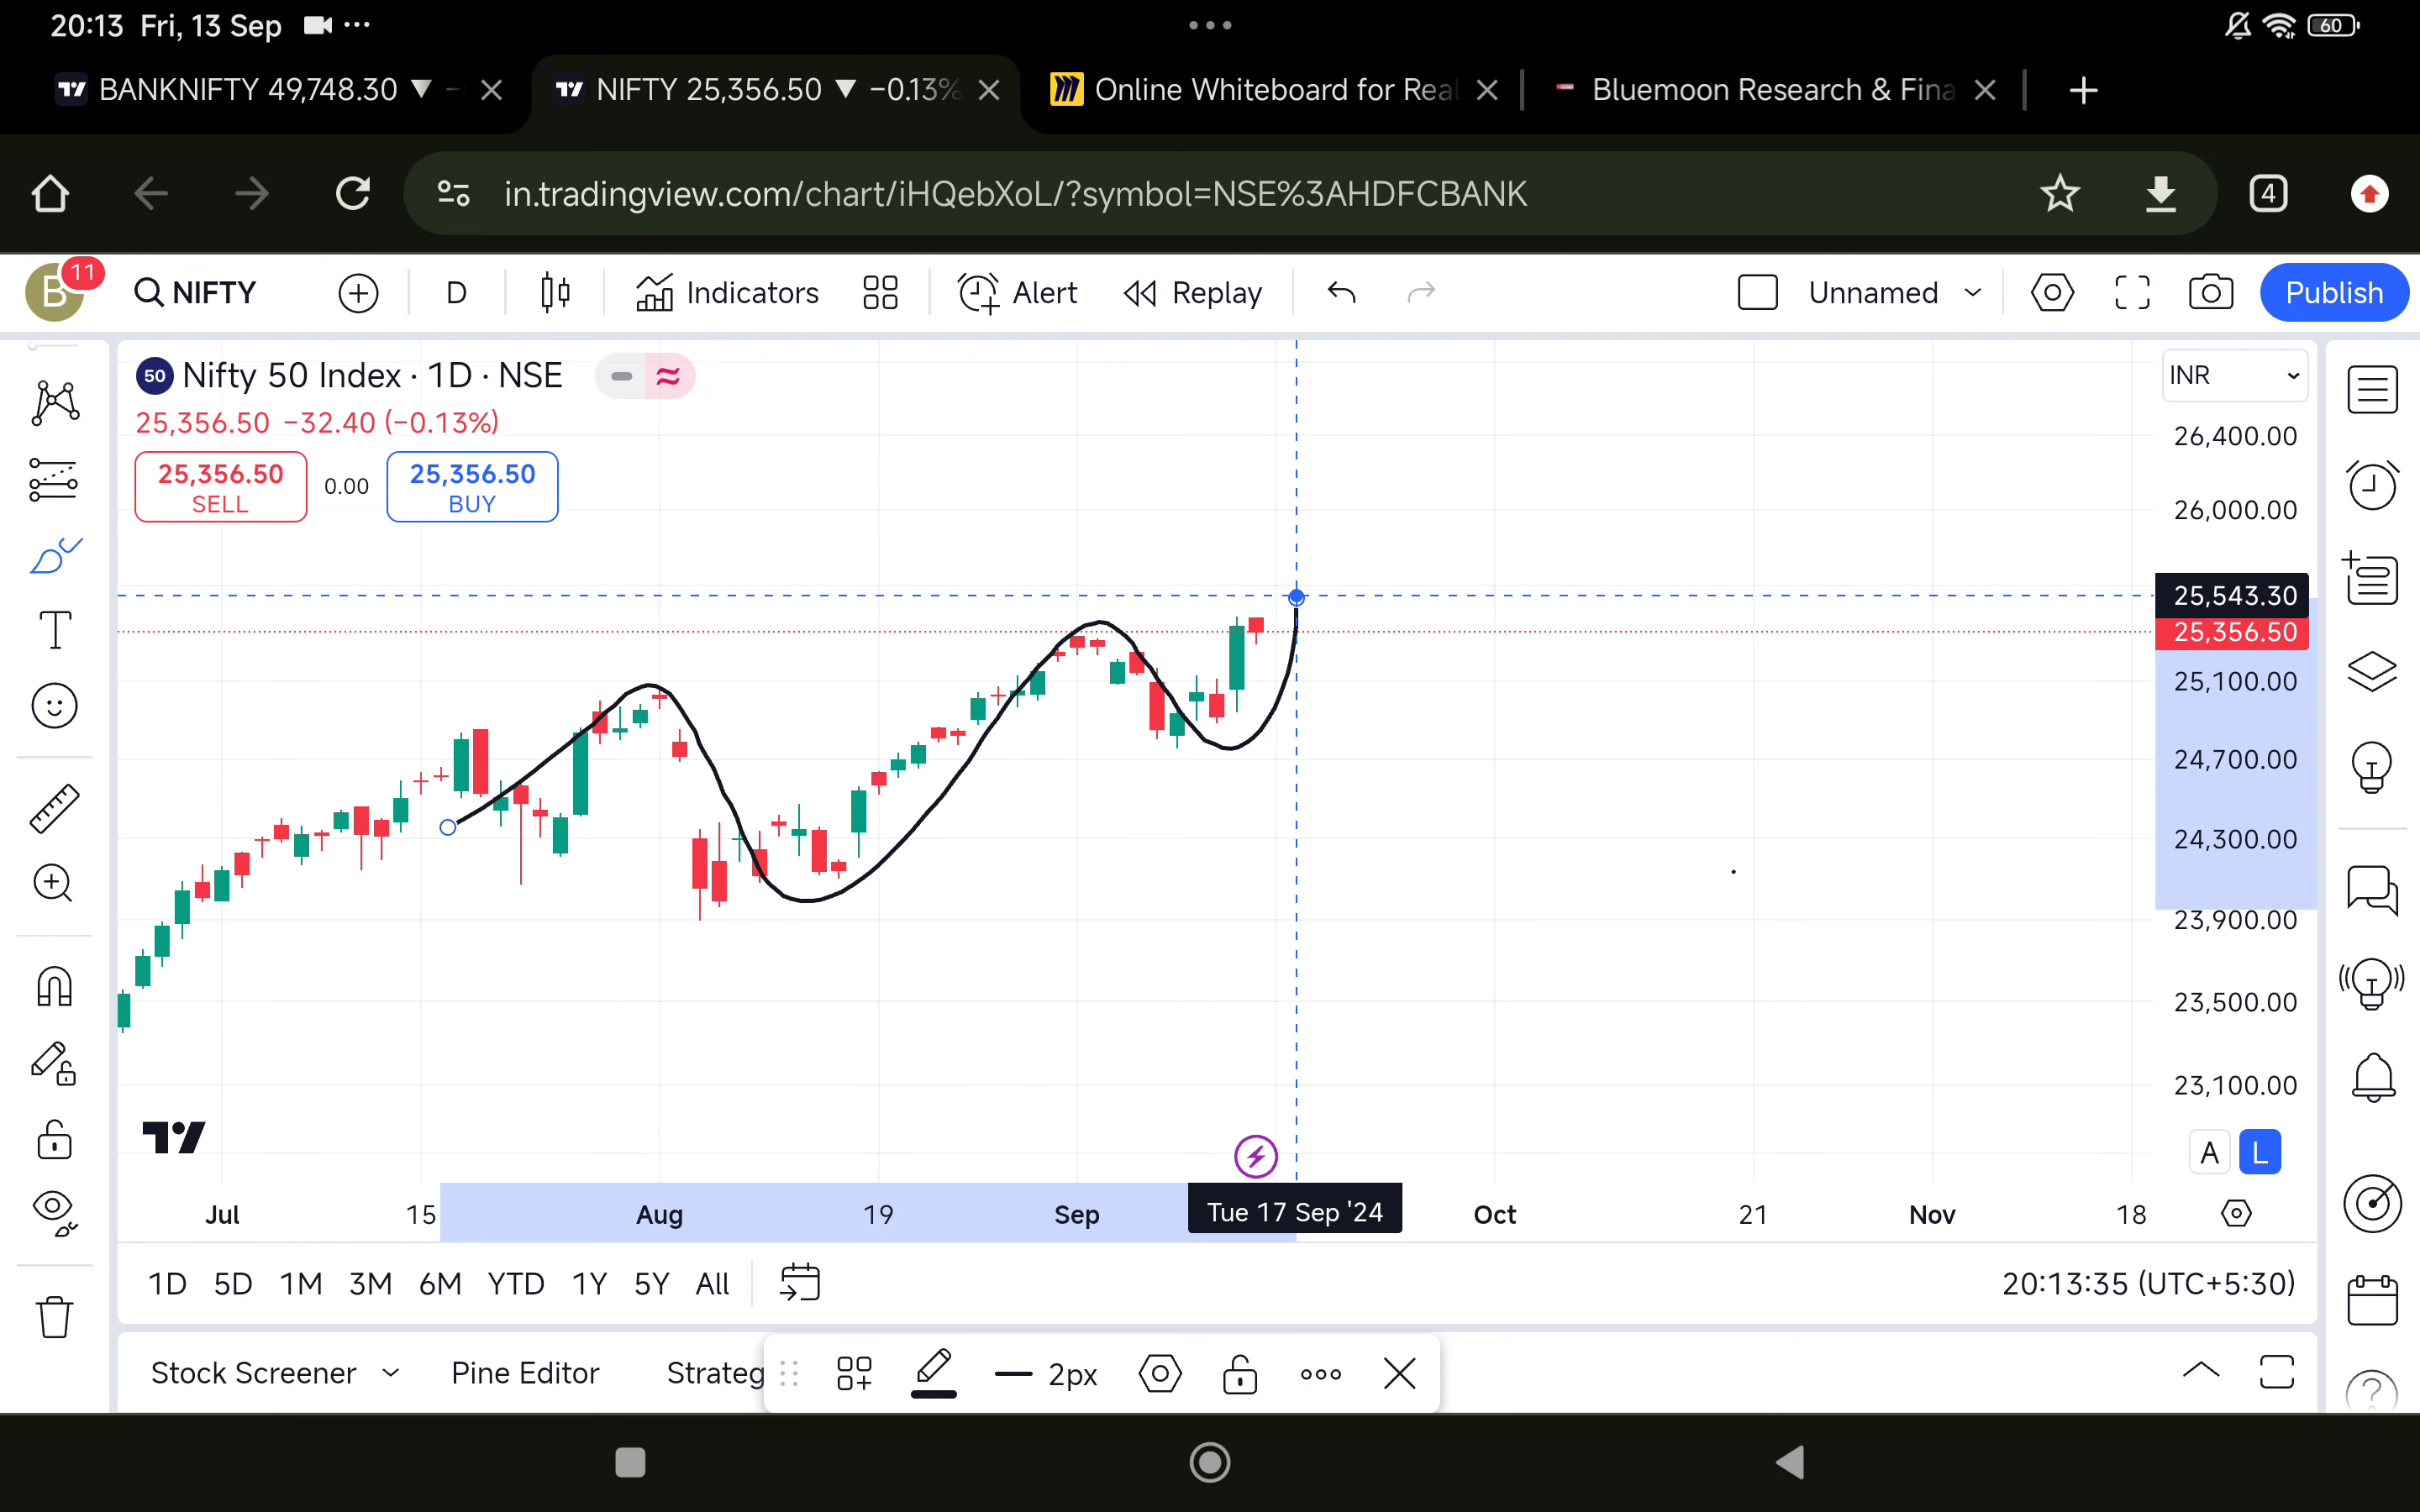 20:13 Fri, 13 Sep
60
BANKNIFTY 49,748.30 ▼ -
NIFTY 25,356.50 ▼ −0.13%
Online Whiteboard for Real
Bluemoon Research & Fina
in.tradingview.com/chart/iHQebXoL/?symbol=NSE%3AHDFCBANK
4
B
11
NIFTY
D
Indicators
Alert
Replay
Unnamed
Publish
50
Nifty 50 Index · 1D · NSE
25,356.50 −32.40 (−0.13%)
25,356.50
SELL
0.00
25,356.50
BUY
INR
26,400.00
26,000.00
25,543.30
25,356.50
25,100.00
24,700.00
24,300.00
23,900.00
23,500.00
23,100.00
A
L
Jul
15
Aug
19
Sep
Tue 17 Sep '24
Oct
21
Nov
18
1D 5D 1M 3M 6M YTD 1Y 5Y All
20:13:35 (UTC+5:30)
Stock Screener
Pine Editor
Strateg
2px